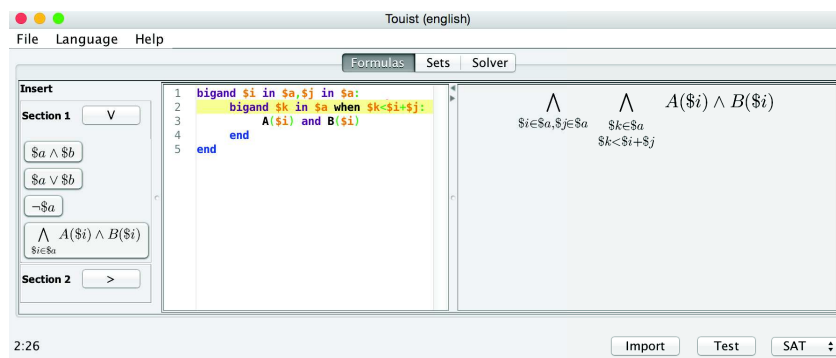 Touist (english)
File Language Help
Formulas Sets Solver
Insert
Section 1 V
$a ∧ $b
$a ∨ $b
¬$a
⋀ A($i) ∧ B($i)
$i∈$a
Section 2 >
1 bigand $i in $a,$j in $a:
2 bigand $k in $a when $k<$i+$j:
3 A($i) and B($i)
4 end
5 end
⋀ ⋀ A($i) ∧ B($i)
$i∈$a,$j∈$a $k∈$a
$k<$i+$j
2:26 Import Test SAT